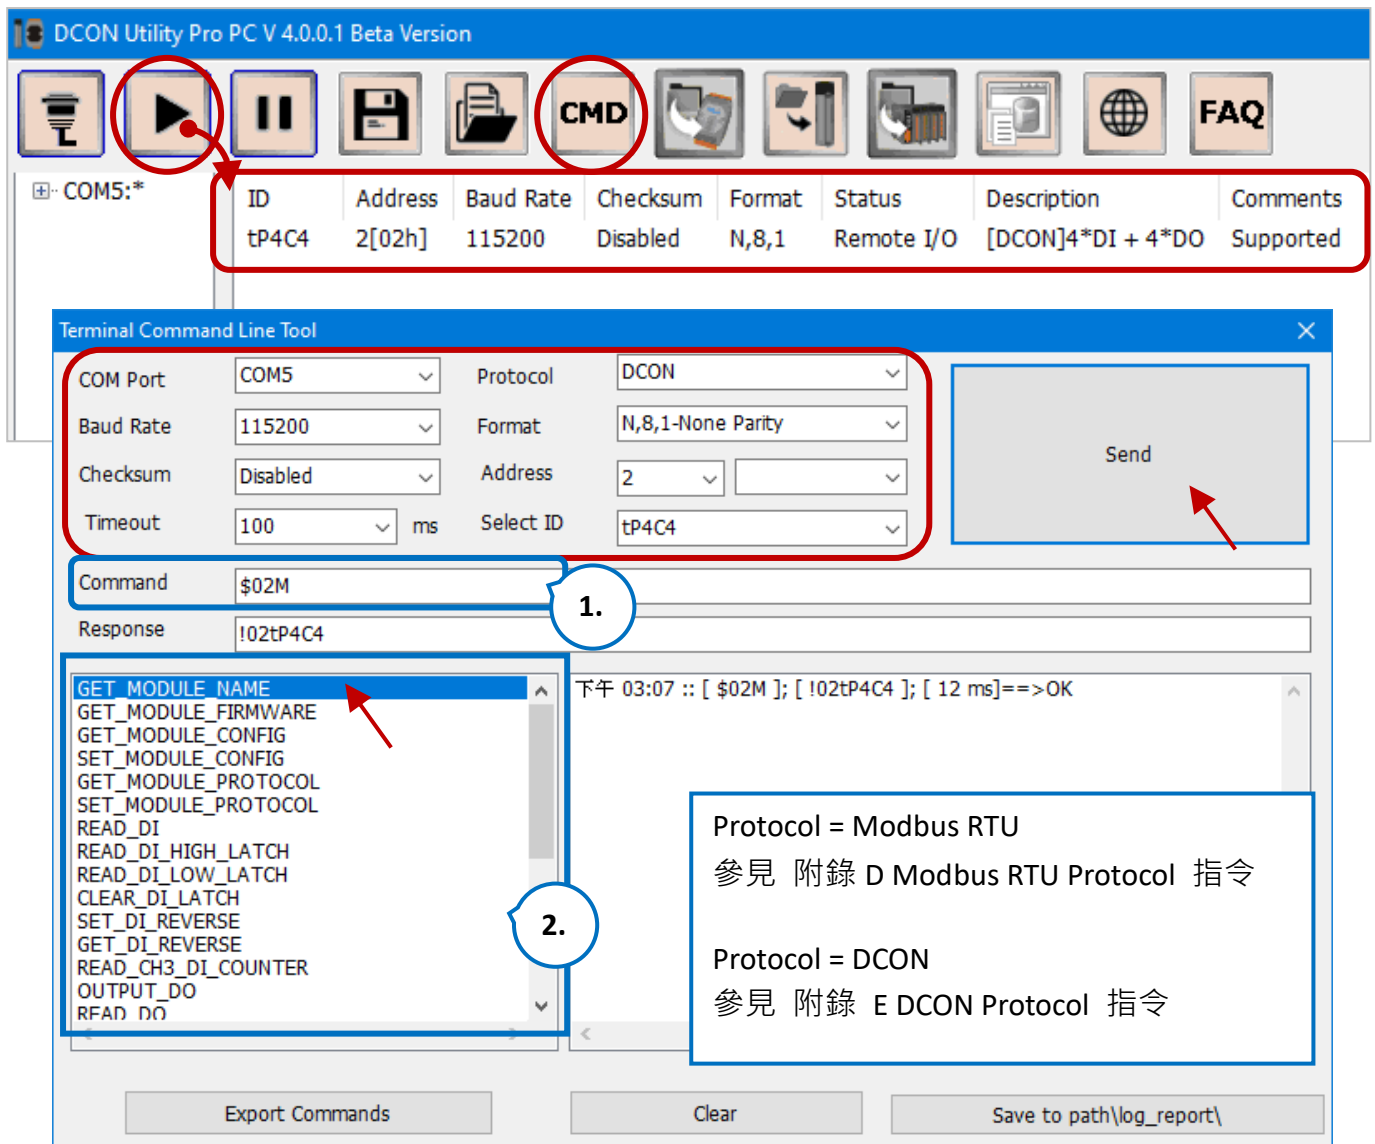 DCON Utility Pro PC V 4.0.0.1 Beta Version
CMD
FAQ
COM5:*
ID Address Baud Rate Checksum Format Status Description Comments
tP4C4 2[02h] 115200 Disabled N,8,1 Remote I/O [DCON]4*DI + 4*DO Supported
Terminal Command Line Tool
COM Port COM5 Protocol DCON
Baud Rate 115200 Format N,8,1-None Parity
Checksum Disabled Address 2
Timeout 100 ms Select ID tP4C4
Send
Command $02M
1.
Response !02tP4C4
GET_MODULE_NAME
GET_MODULE_FIRMWARE
GET_MODULE_CONFIG
SET_MODULE_CONFIG
GET_MODULE_PROTOCOL
SET_MODULE_PROTOCOL
READ_DI
READ_DI_HIGH_LATCH
READ_DI_LOW_LATCH
CLEAR_DI_LATCH
SET_DI_REVERSE
GET_DI_REVERSE
READ_CH3_DI_COUNTER
OUTPUT_DO
READ_DO
2.
下午 03:07 :: [ $02M ]; [ !02tP4C4 ]; [ 12 ms]==>OK
Protocol = Modbus RTU
參見 附錄 D Modbus RTU Protocol 指令
Protocol = DCON
參見 附錄 E DCON Protocol 指令
Export Commands
Clear
Save to path\log_report\